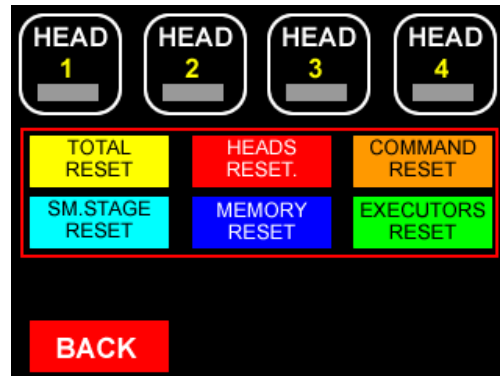 HEAD HEAD HEAD HEAD
1 2 3 4
TOTAL HEADS COMMAND
RESET RESET. RESET
SM.STAGE MEMORY EXECUTORS
RESET RESET RESET
BACK